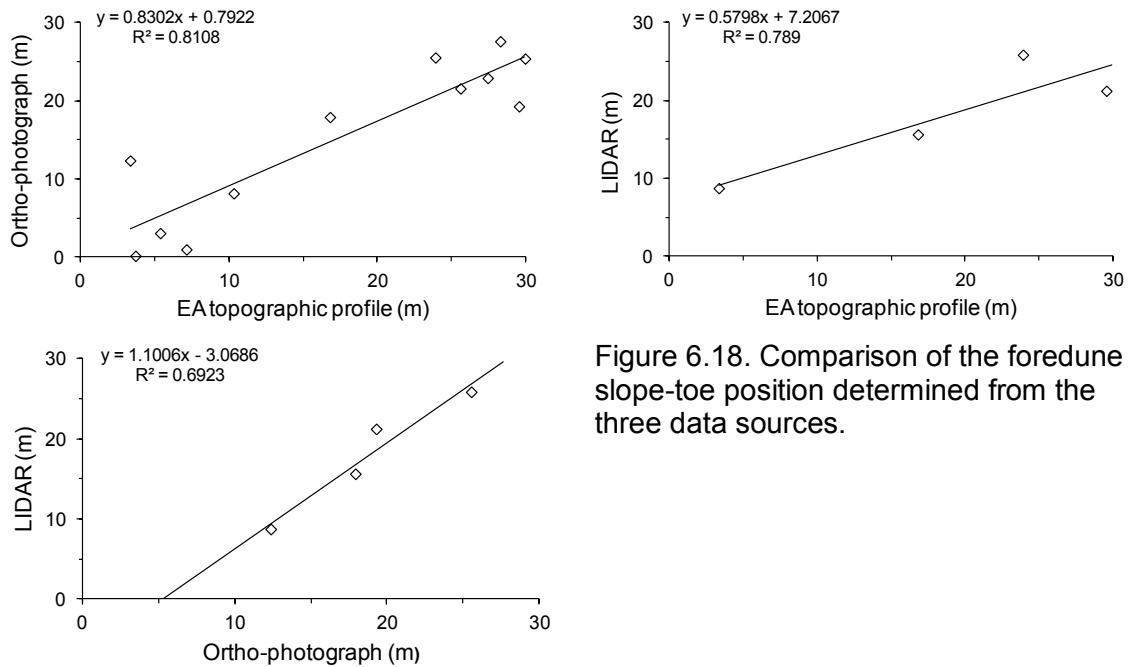 y = 0.8302x + 0.7922
R² = 0.8108
30
20
10
0
Ortho-photograph (m)
0 10 20 30
EA topographic profile (m)
y = 0.5798x + 7.2067
R² = 0.789
30
20
10
0
LIDAR (m)
0 10 20 30
EA topographic profile (m)
y = 1.1006x - 3.0686
R² = 0.6923
30
20
10
0
LIDAR (m)
0 10 20 30
Ortho-photograph (m)
Figure 6.18. Comparison of the foredune
slope-toe position determined from the
three data sources.